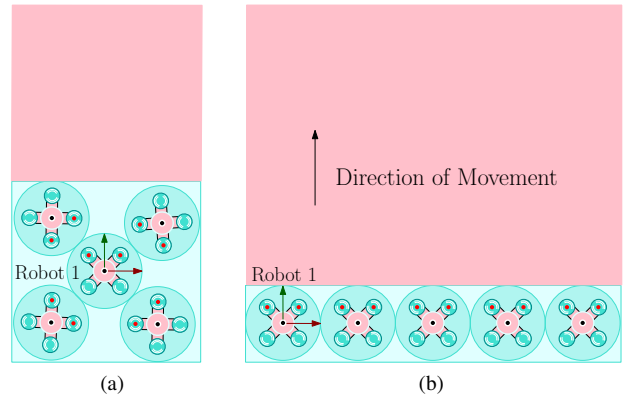 Direction of Movement
Robot 1
Robot 1
(a)
(b)